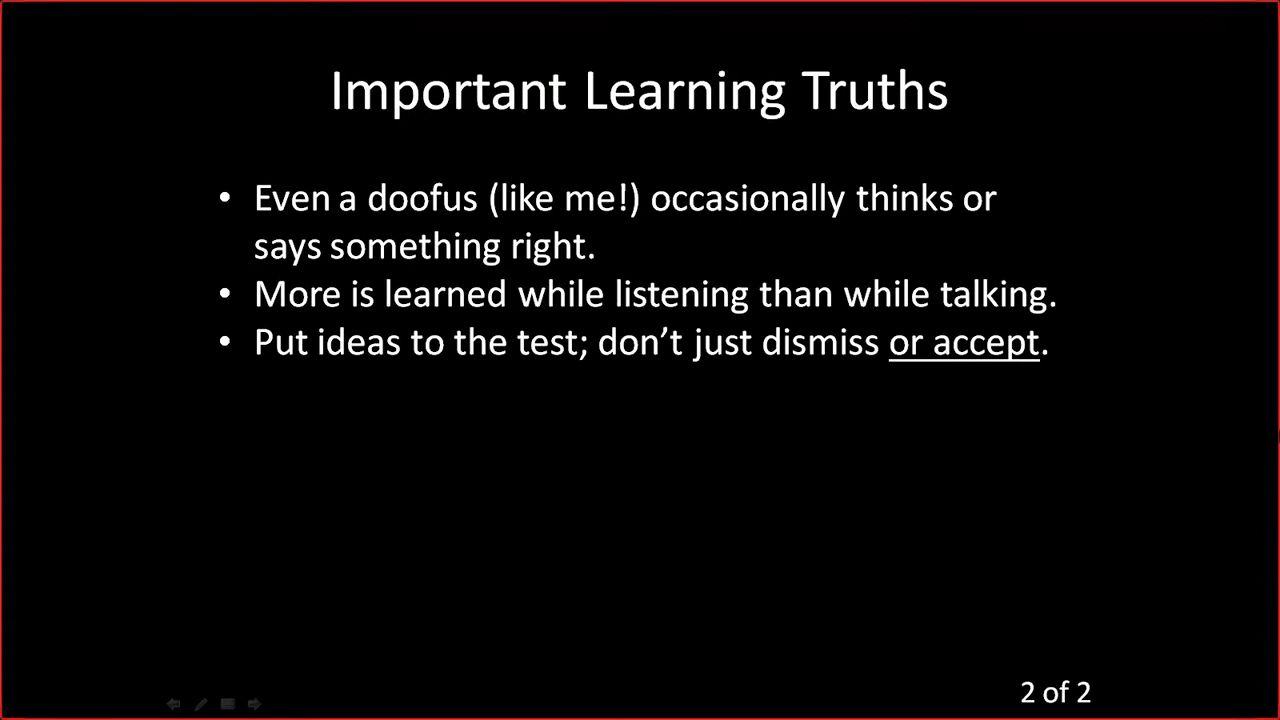 Important Learning Truths
• Even a doofus (like me!) occasionally thinks or
says something right.
• More is learned while listening than while talking.
• Put ideas to the test; don’t just dismiss or accept.
2 of 2